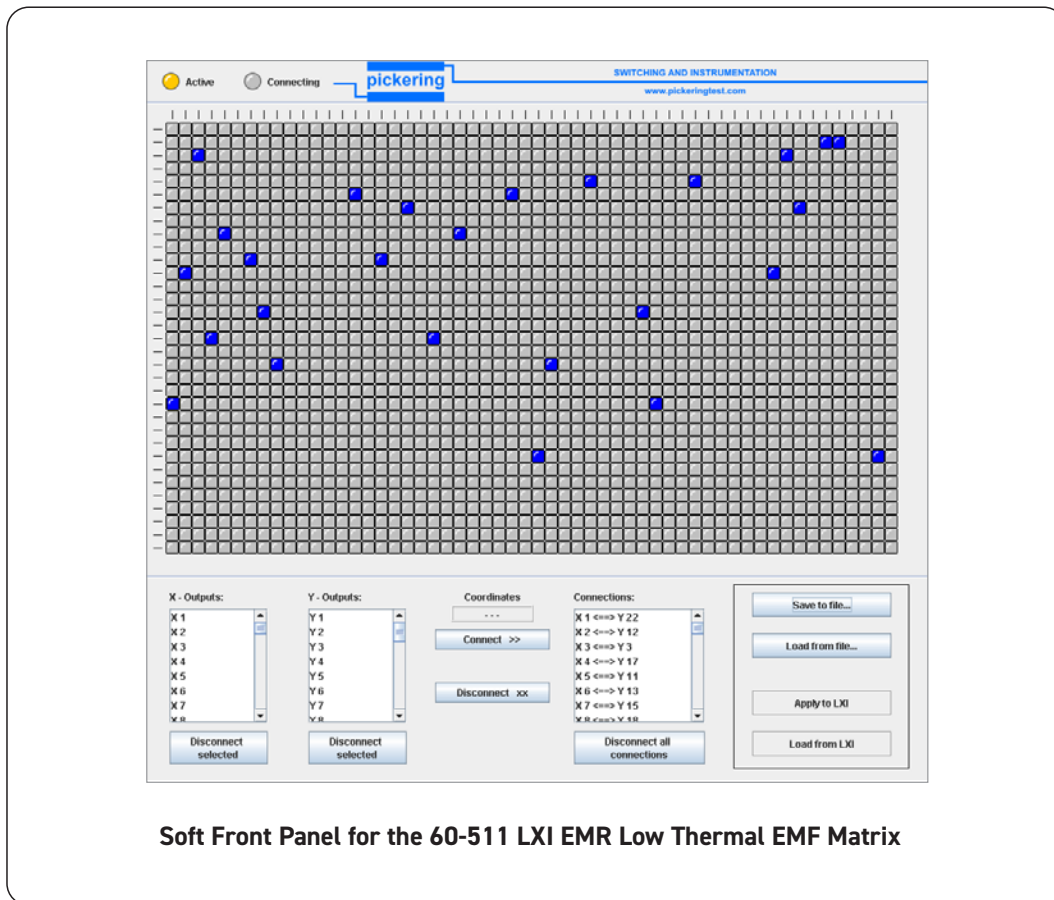 Active
Connecting
pickering
SWITCHING AND INSTRUMENTATION
www.pickeringtest.com
X - Outputs:
X 1
X 2
X 3
X 4
X 5
X 6
X 7
X 8
Disconnect
selected
Y - Outputs:
Y 1
Y 2
Y 3
Y 4
Y 5
Y 6
Y 7
Y 8
Disconnect
selected
Coordinates
- - -
Connect >>
Disconnect xx
Connections:
X 1 <==> Y 22
X 2 <==> Y 12
X 3 <==> Y 3
X 4 <==> Y 17
X 5 <==> Y 11
X 6 <==> Y 13
X 7 <==> Y 15
X 8 <==> Y 18
Disconnect all
connections
Save to file...
Load from file...
Apply to LXI
Load from LXI
Soft Front Panel for the 60-511 LXI EMR Low Thermal EMF Matrix